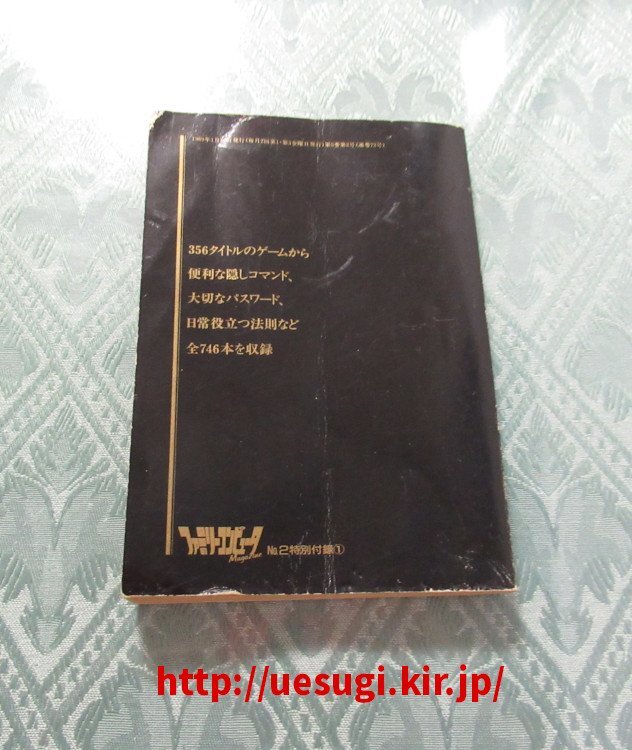 356タイトルのゲームから
便利な隠しコマンド、
大切なパスワード、
日常役立つ法則など
全746本を収録
ファミリーコンピュータ
Magazine
No.2特別付録①
http://uesugi.kir.jp/